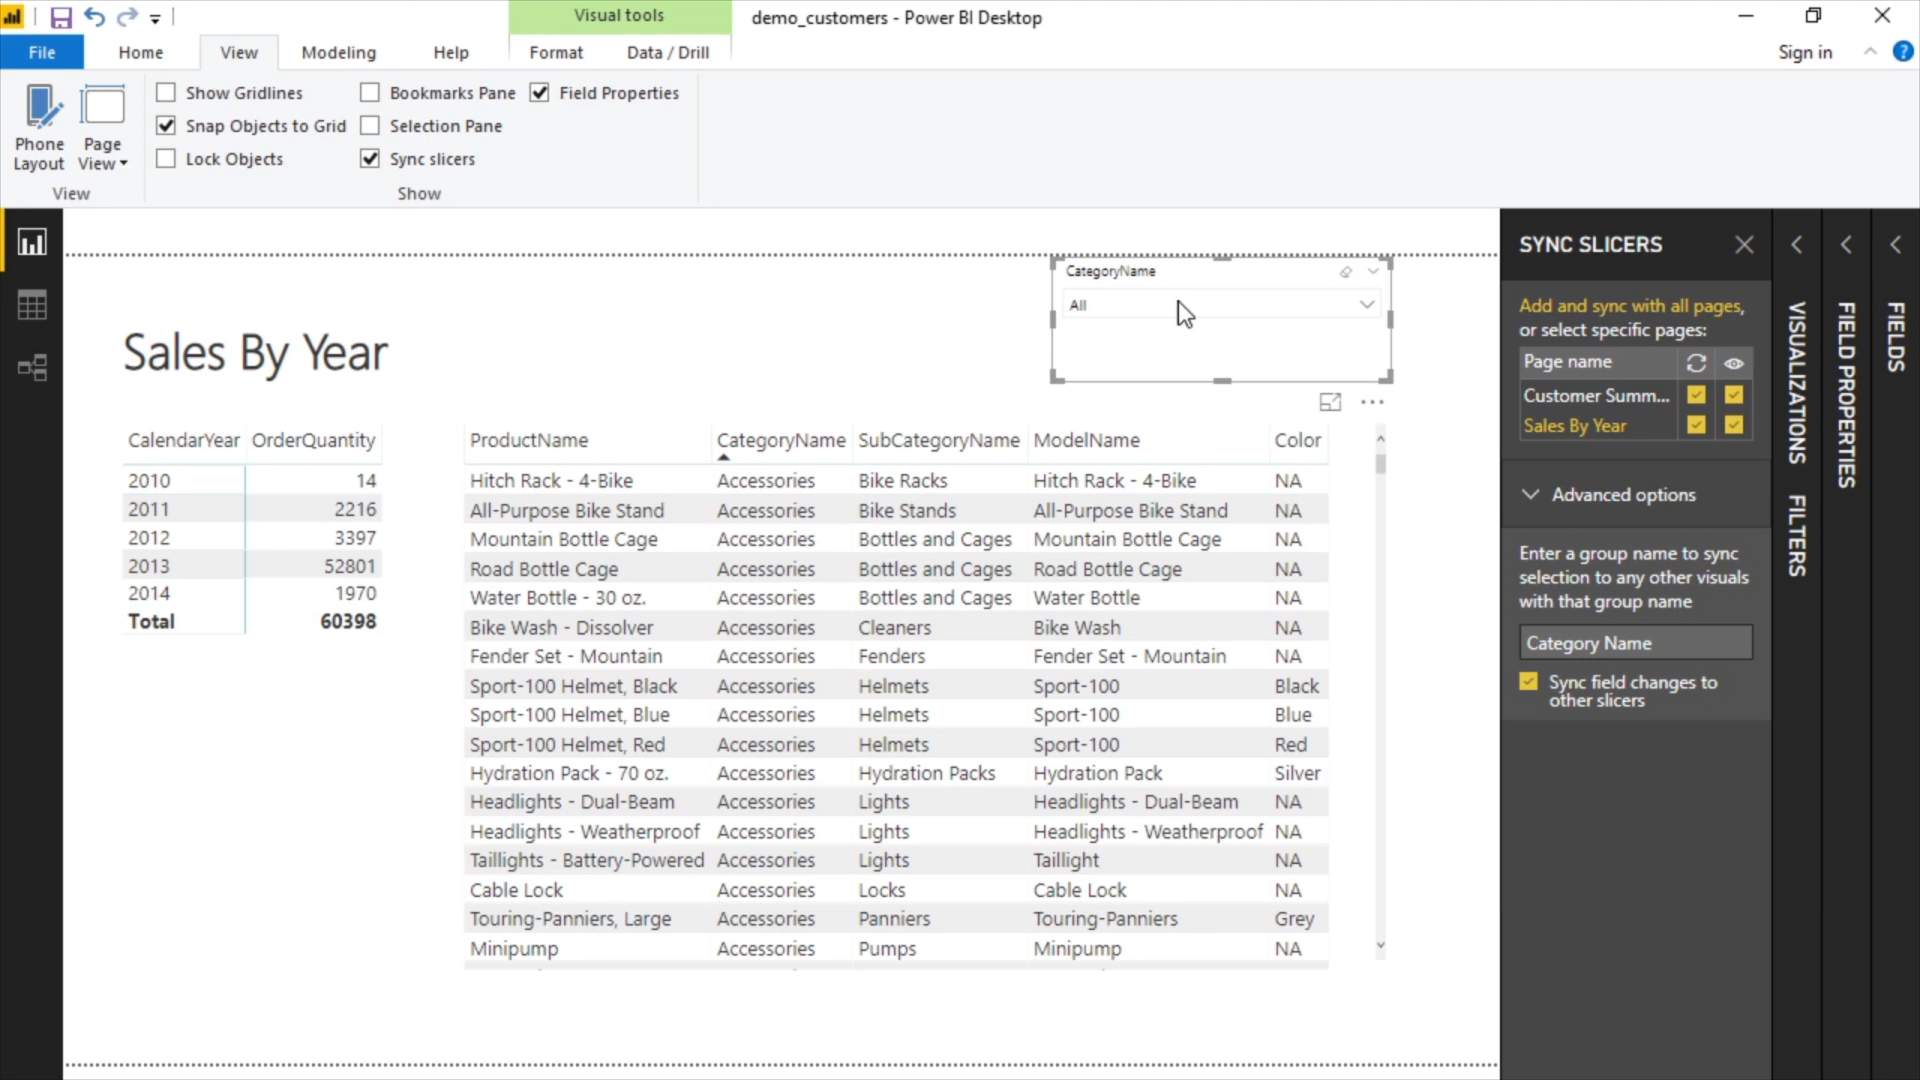 Visual tools
demo_customers - Power BI Desktop
File Home View Modeling Help Format Data / Drill Sign in ?
Show Gridlines Bookmarks Pane Field Properties
Snap Objects to Grid Selection Pane
Lock Objects Sync slicers
Phone Layout
Page View
View Show
CategoryName
All
Sales By Year
CalendarYear OrderQuantity
2010 14
2011 2216
2012 3397
2013 52801
2014 1970
Total 60398
ProductName CategoryName SubCategoryName ModelName Color
Hitch Rack - 4-Bike Accessories Bike Racks Hitch Rack - 4-Bike NA
All-Purpose Bike Stand Accessories Bike Stands All-Purpose Bike Stand NA
Mountain Bottle Cage Accessories Bottles and Cages Mountain Bottle Cage NA
Road Bottle Cage Accessories Bottles and Cages Road Bottle Cage NA
Water Bottle - 30 oz. Accessories Bottles and Cages Water Bottle NA
Bike Wash - Dissolver Accessories Cleaners Bike Wash NA
Fender Set - Mountain Accessories Fenders Fender Set - Mountain NA
Sport-100 Helmet, Black Accessories Helmets Sport-100 Black
Sport-100 Helmet, Blue Accessories Helmets Sport-100 Blue
Sport-100 Helmet, Red Accessories Helmets Sport-100 Red
Hydration Pack - 70 oz. Accessories Hydration Packs Hydration Pack Silver
Headlights - Dual-Beam Accessories Lights Headlights - Dual-Beam NA
Headlights - Weatherproof Accessories Lights Headlights - Weatherproof NA
Taillights - Battery-Powered Accessories Lights Taillight NA
Cable Lock Accessories Locks Cable Lock NA
Touring-Panniers, Large Accessories Panniers Touring-Panniers Grey
Minipump Accessories Pumps Minipump NA
SYNC SLICERS
Add and sync with all pages,
or select specific pages:
Page name
Customer Summ...
Sales By Year
Advanced options
Enter a group name to sync
selection to any other visuals
with that group name
Category Name
Sync field changes to
other slicers
VISUALIZATIONS
FILTERS
FIELD PROPERTIES
FIELDS